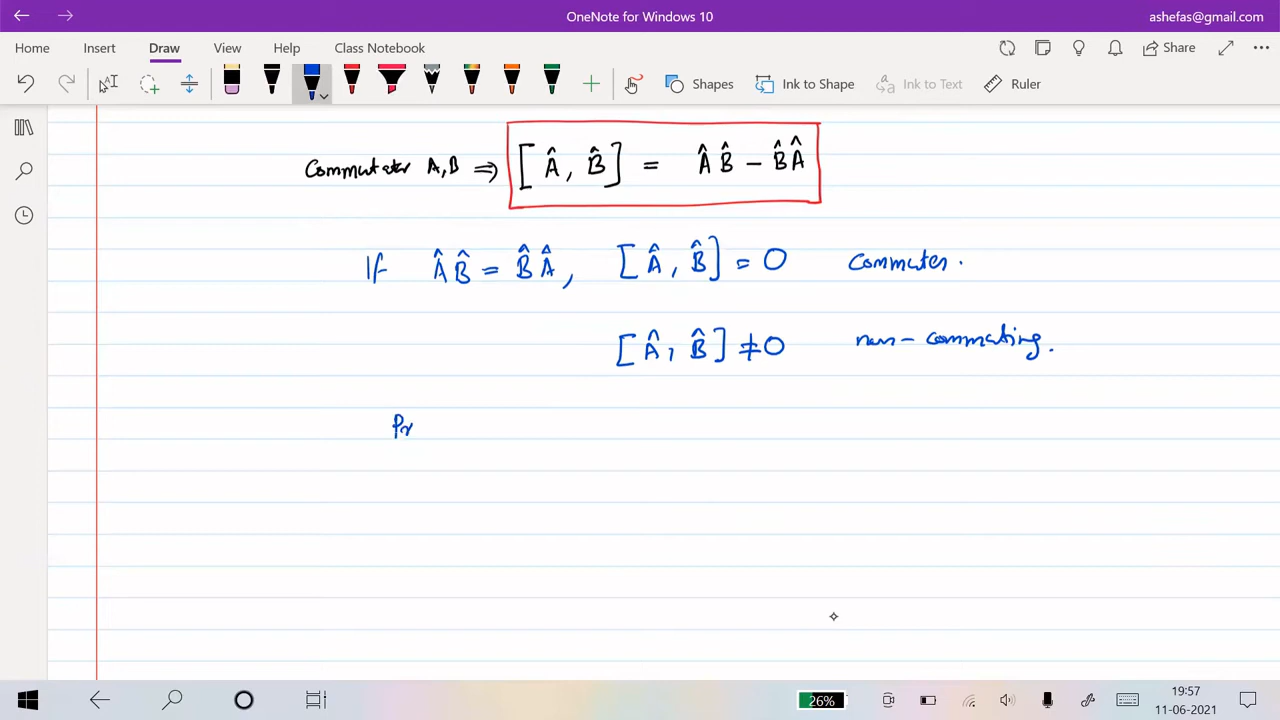 OneNote for Windows 10
ashefas@gmail.com
Home Insert Draw View Help Class Notebook Share
Shapes Ink to Shape Ink to Text Ruler
Commutator A,B ⇒ [Â, B̂] = ÂB̂ − B̂Â
If ÂB̂ = B̂Â, [Â, B̂] = 0 Commutes.
[Â, B̂] ≠ 0 non-commuting.
Pr
26%
19:57
11-06-2021